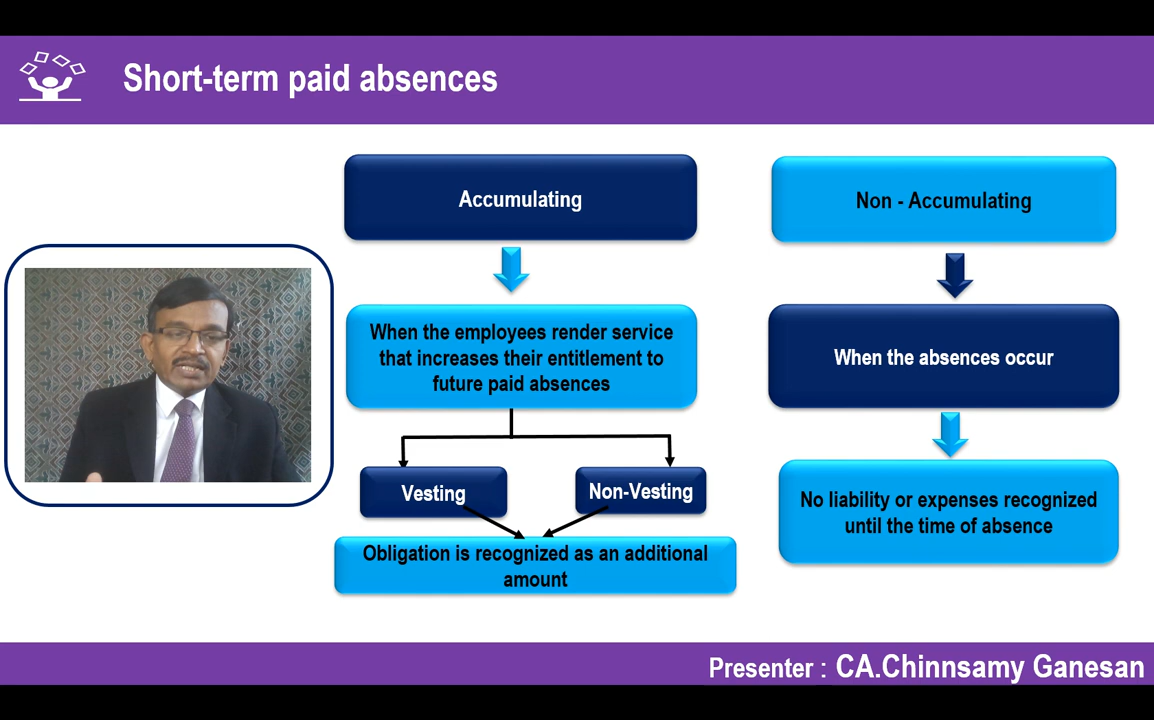 Short-term paid absences
Accumulating
When the employees render service
that increases their entitlement to
future paid absences
Vesting
Non-Vesting
Obligation is recognized as an additional
amount
Non - Accumulating
When the absences occur
No liability or expenses recognized
until the time of absence
Presenter : CA.Chinnsamy Ganesan